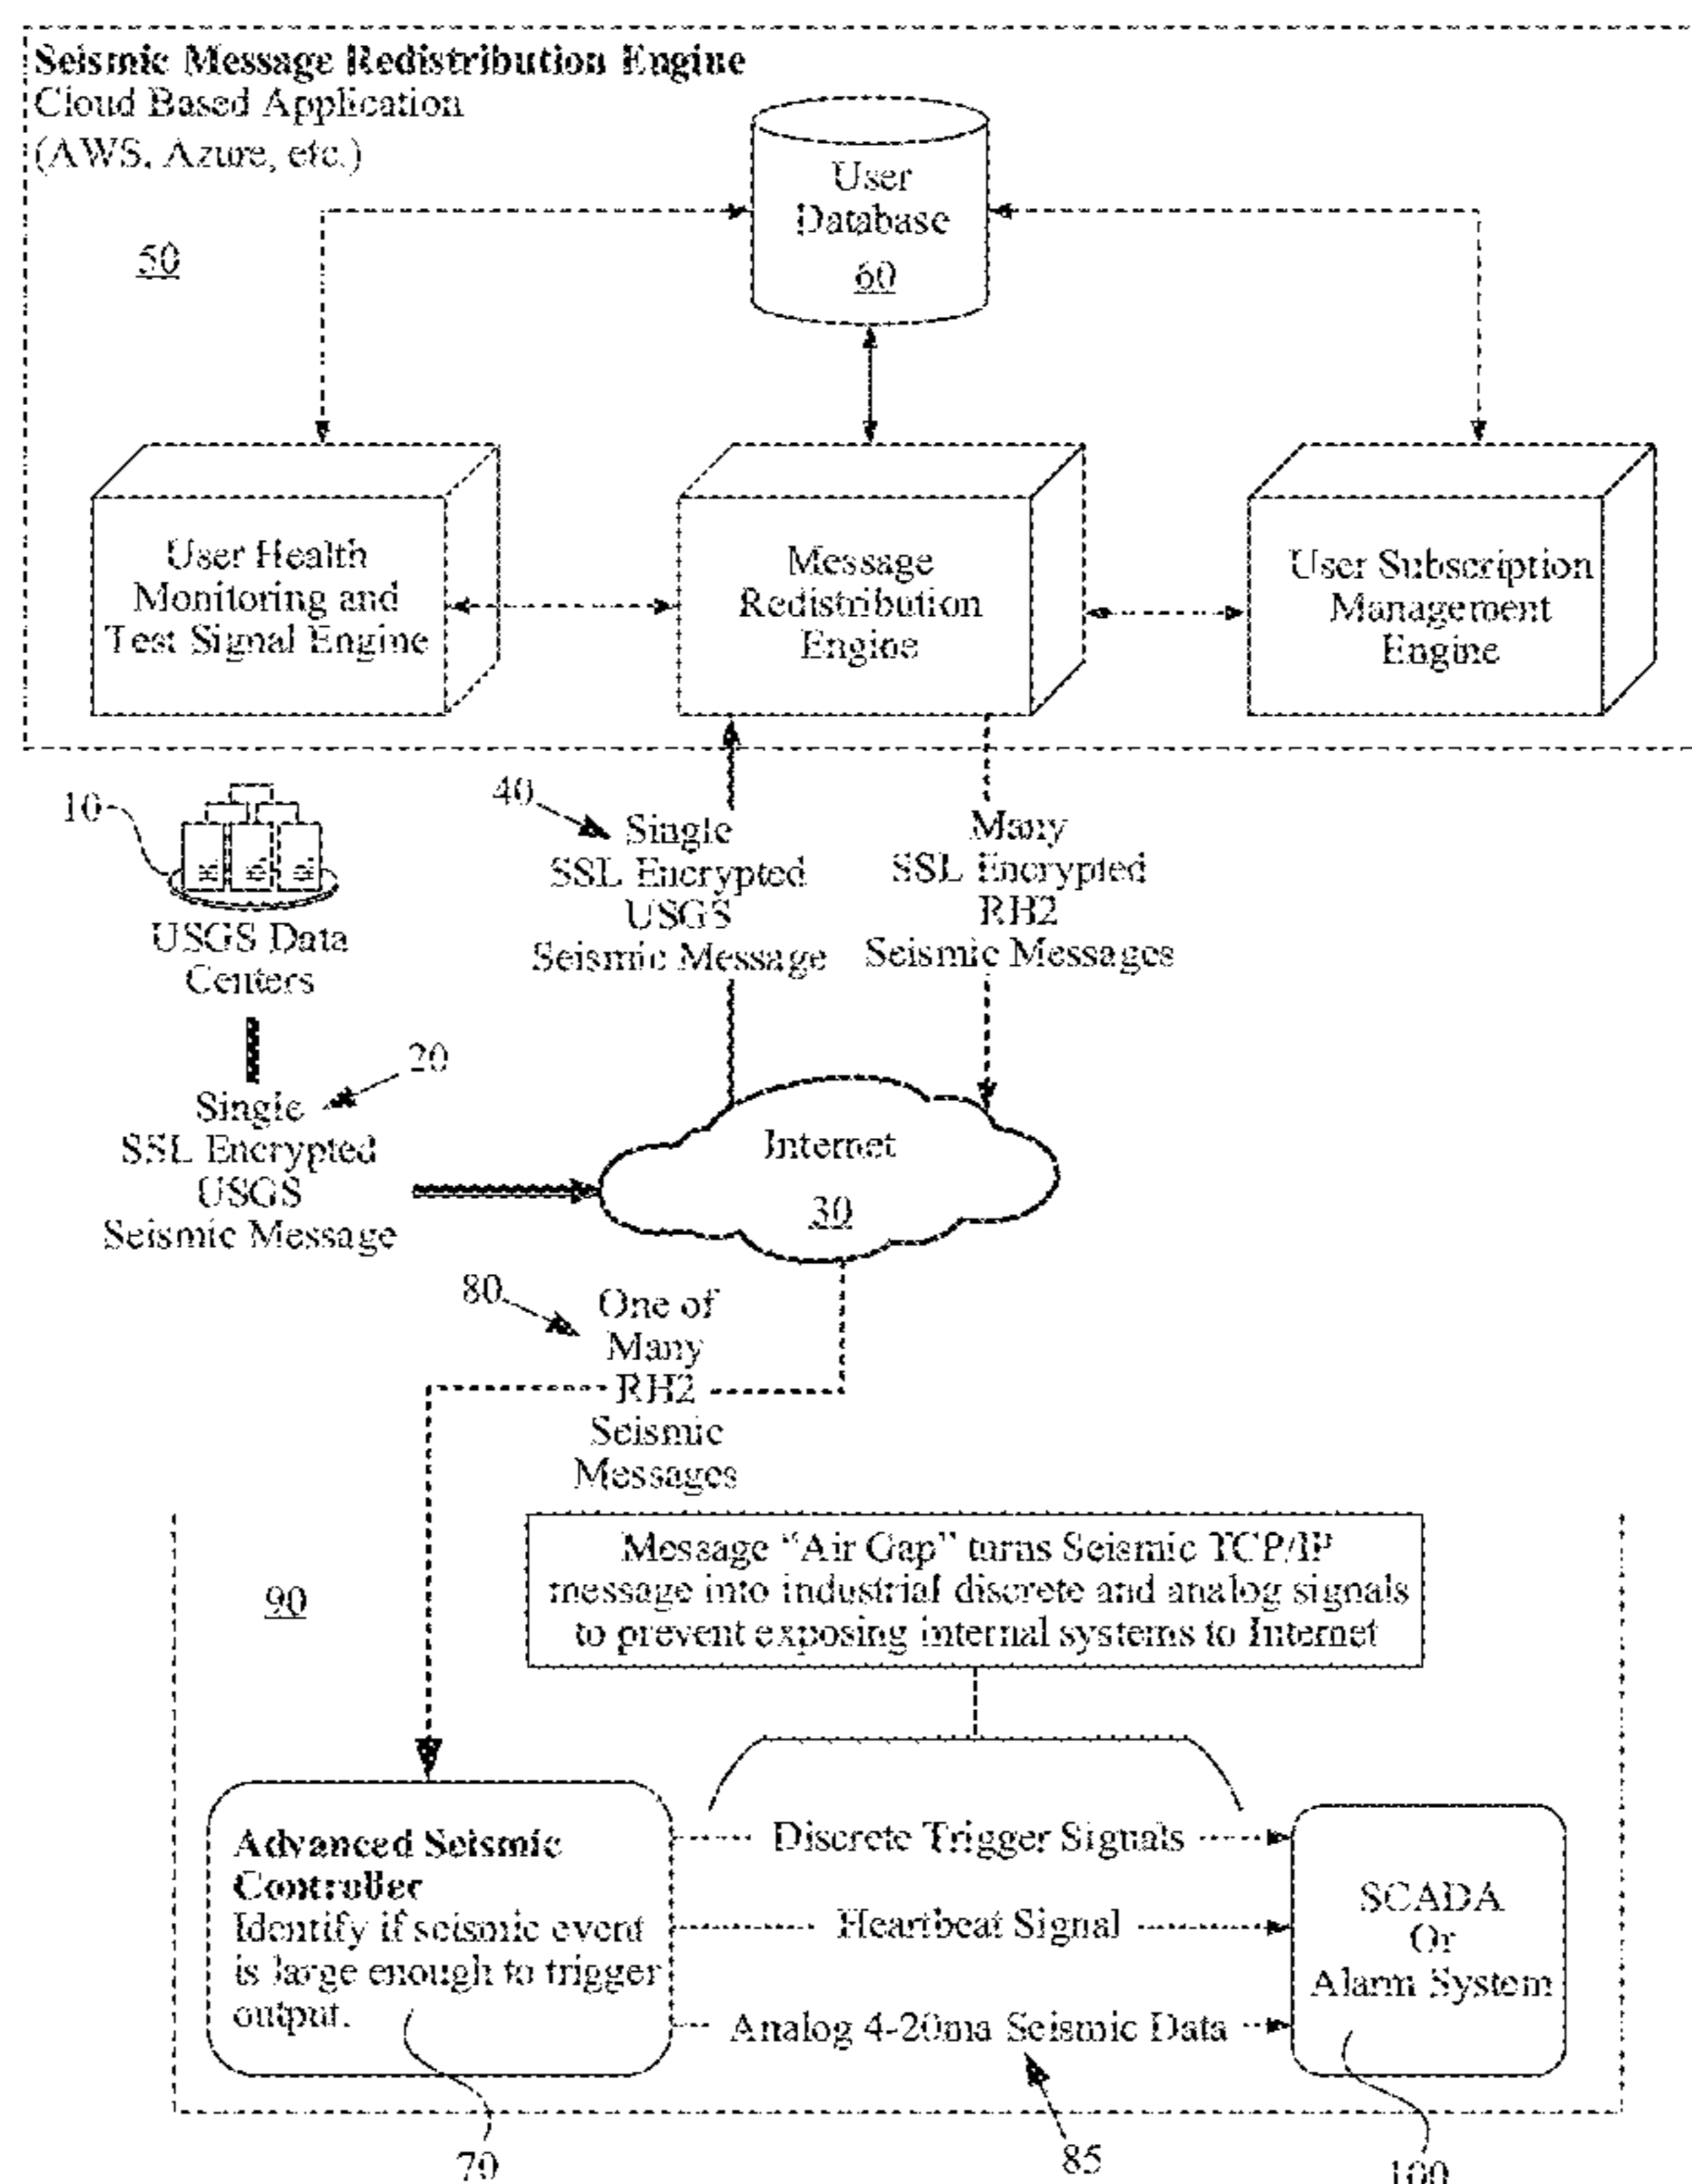 Seismic Message Redistribution Engine
Cloud Based Application
(AWS, Azure, etc.)
User
Database
60
50
User Health
Monitoring and
Test Signal Engine
Message
Redistribution
Engine
User Subscription
Management
Engine
10
USGS Data
Centers
40
Single
SSL Encrypted
USGS
Seismic Message
Many
SSL Encrypted
RH2
Seismic Messages
20
Single
SSL Encrypted
USGS
Seismic Message
Internet
30
80
One of
Many
RH2
Seismic
Messages
90
Message “Air Gap” turns Seismic TCP/IP
message into industrial discrete and analog signals
to prevent exposing internal systems to Internet
Advanced Seismic
Controller
Identify if seismic event
is large enough to trigger
output.
Discrete Trigger Signals
Heartbeat Signal
Analog 4-20ma Seismic Data
SCADA
Or
Alarm System
70
85
100